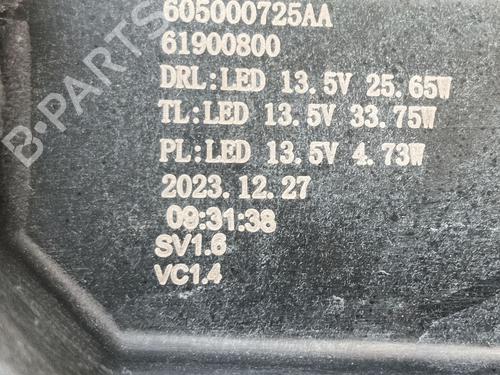 605000725AA
61900800
DRL:LED 13.5V 25.65W
TL:LED 13.5V 33.75W
PL:LED 13.5V 4.73W
2023.12.27
09:31:38
SV1.6
VC1.4
B-PARTS